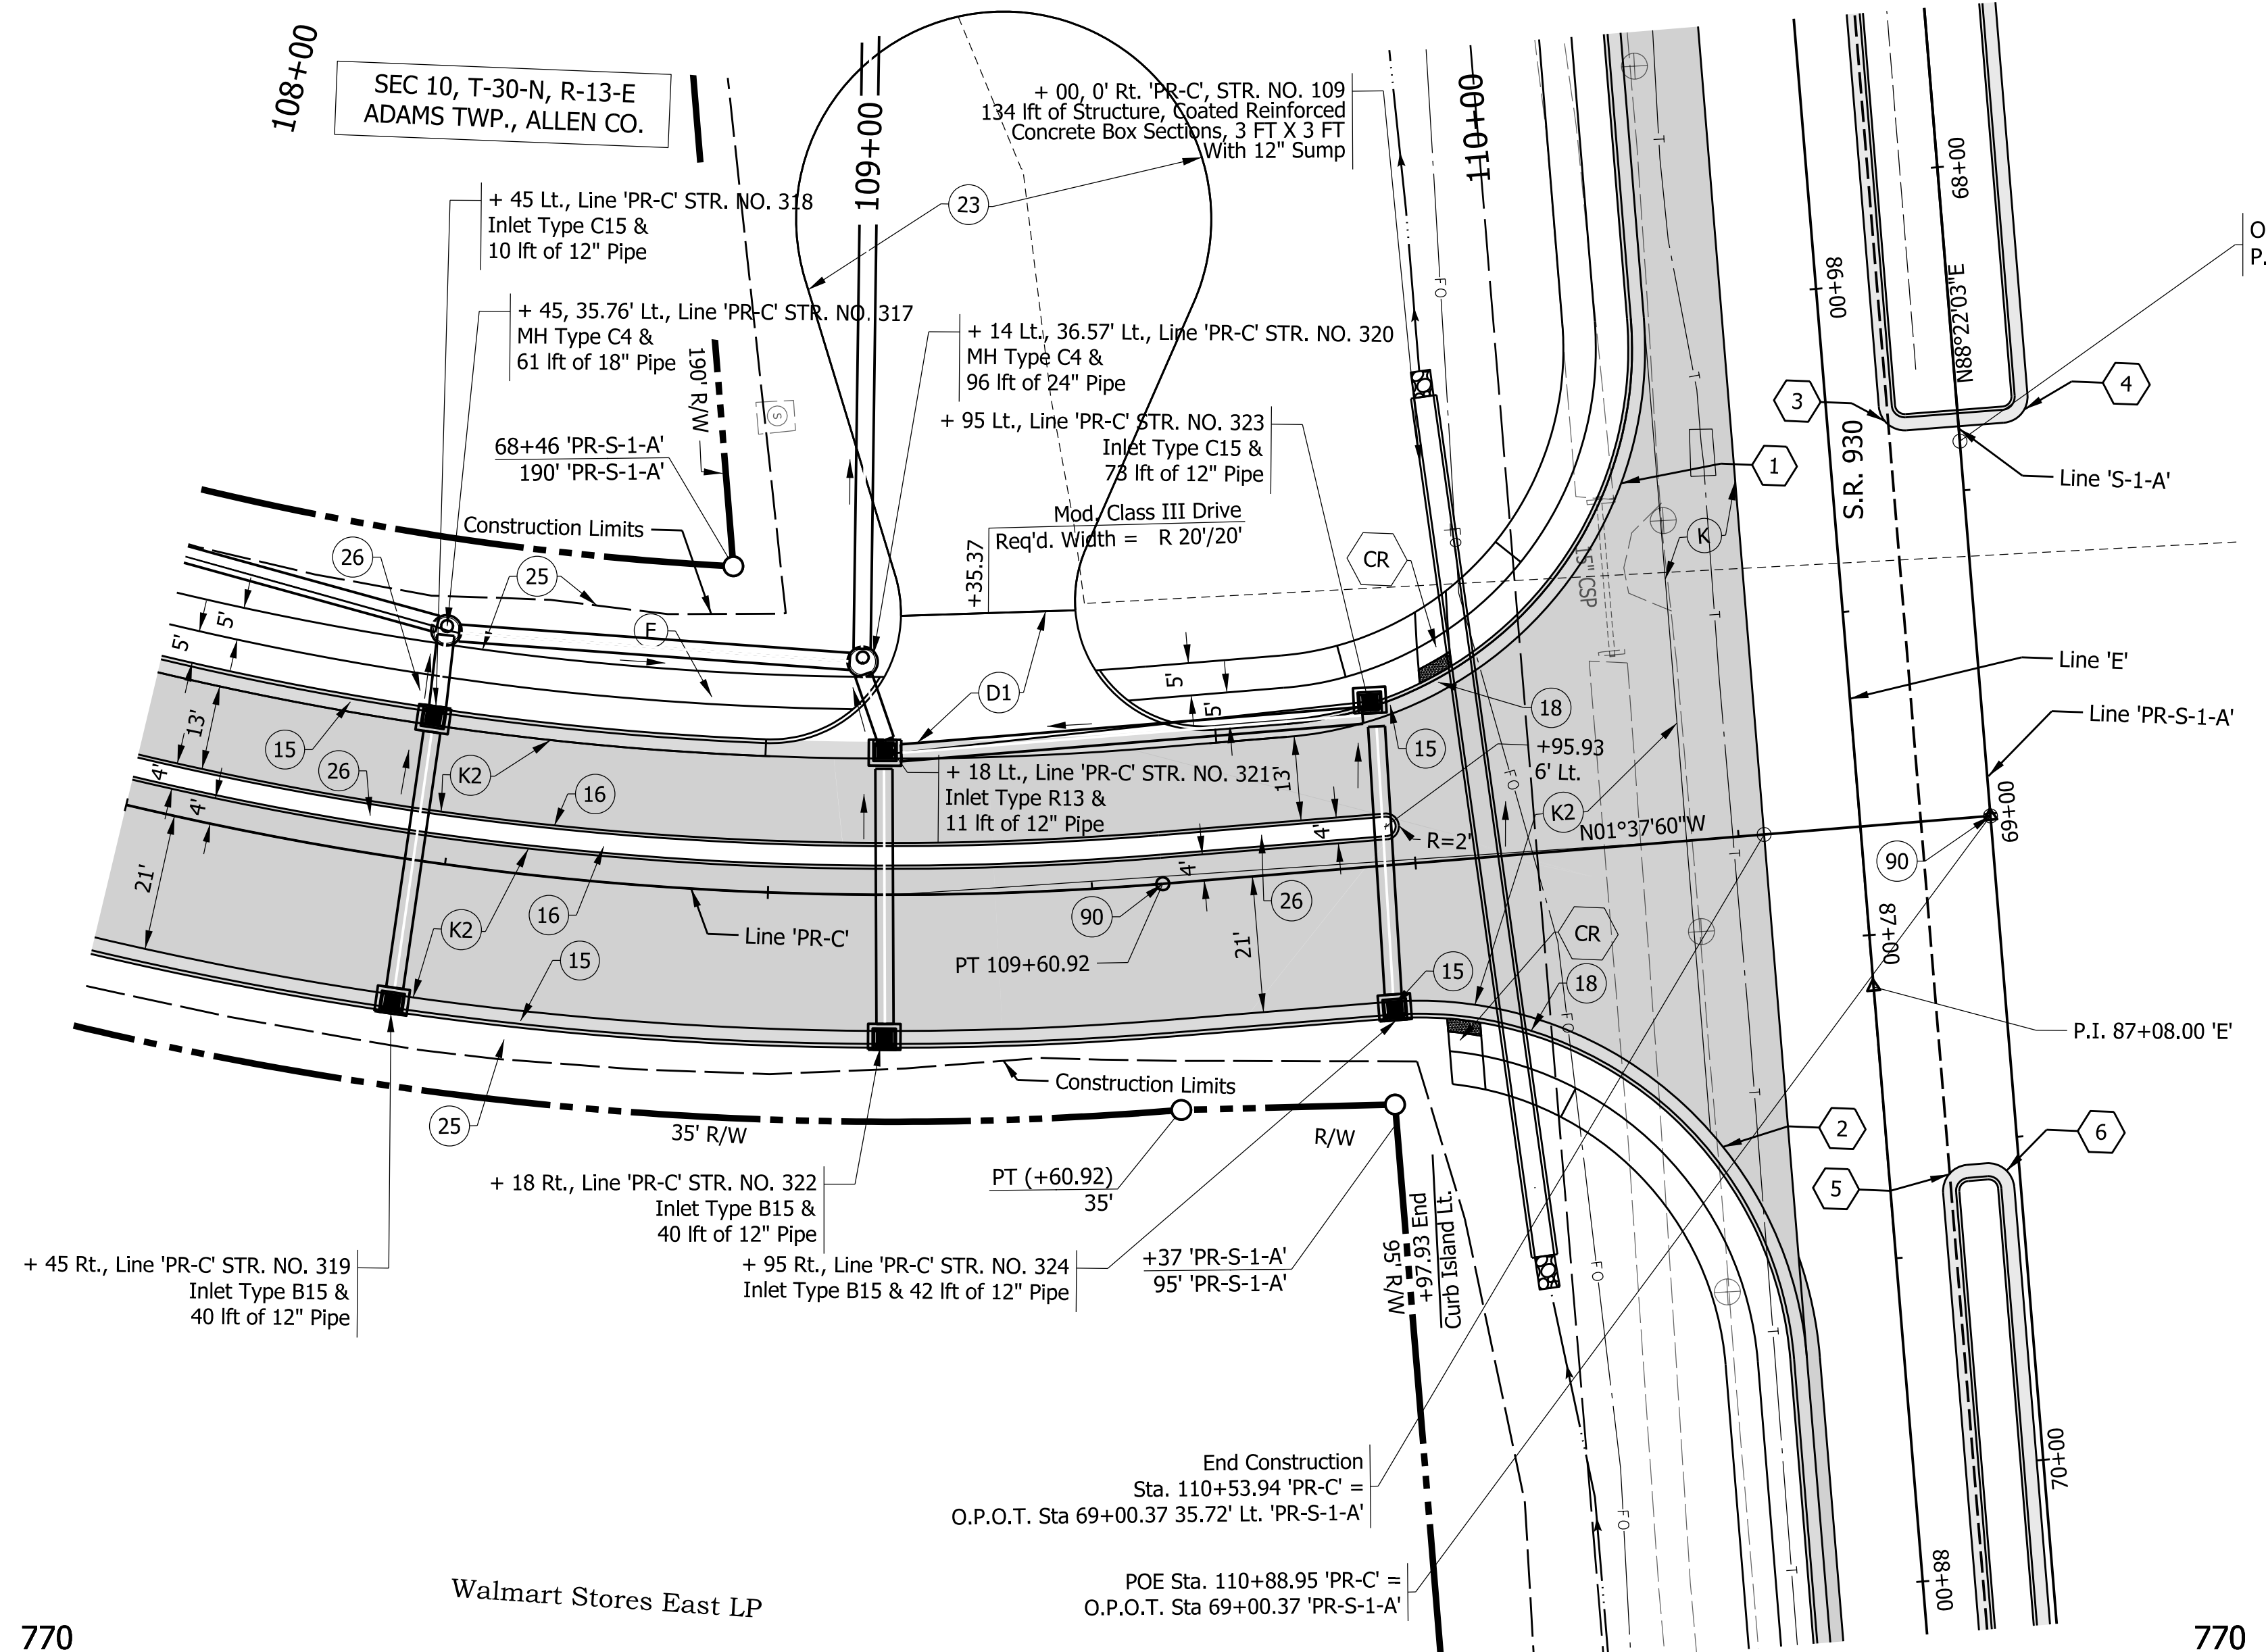 108+00
SEC 10, T-30-N, R-13-E
ADAMS TWP., ALLEN CO.
109+00
+ 00, 0' Rt. 'PR-C', STR. NO. 109
134 lft of Structure, Coated Reinforced
Concrete Box Sections, 3 FT X 3 FT
With 12" Sump
110+00
68+00
O
P.
23
+ 45 Lt., Line 'PR-C' STR. NO. 318
Inlet Type C15 &
10 lft of 12" Pipe
+ 45, 35.76' Lt., Line 'PR-C' STR. NO. 317
MH Type C4 &
61 lft of 18" Pipe
190' R/W
S
+ 14 Lt., 36.57' Lt., Line 'PR-C' STR. NO. 320
MH Type C4 &
96 lft of 24" Pipe
+ 95 Lt., Line 'PR-C' STR. NO. 323
Inlet Type C15 &
73 lft of 12" Pipe
68+46 'PR-S-1-A'
190' 'PR-S-1-A'
Construction Limits
Mod. Class III Drive
Req'd. Width = R 20'/20'
+35.37
CR
86+00
N88°22'03"E
3
4
1
S.R. 930
Line 'S-1-A'
K
15" CSP
T
T
T
T
T
T
T
T
FO
FO
FO
FO
FO
FO
FO
26
25
F
5'
5'
13'
4'
4'
21'
15
26
K2
16
D1
5'
5'
18
15
+95.93
6' Lt.
Line 'E'
Line 'PR-S-1-A'
+ 18 Lt., Line 'PR-C' STR. NO. 321
Inlet Type R13 &
11 lft of 12" Pipe
13'
4'
4'
R=2'
K2
N01°37'60"W
69+00
90
K2
16
15
Line 'PR-C'
90
26
PT 109+60.92
21'
15
CR
18
87+00
P.I. 87+08.00 'E'
25
Construction Limits
35' R/W
R/W
2
6
5
+ 18 Rt., Line 'PR-C' STR. NO. 322
Inlet Type B15 &
40 lft of 12" Pipe
PT (+60.92)
35'
+ 45 Rt., Line 'PR-C' STR. NO. 319
Inlet Type B15 &
40 lft of 12" Pipe
+ 95 Rt., Line 'PR-C' STR. NO. 324
Inlet Type B15 & 42 lft of 12" Pipe
+37 'PR-S-1-A'
95' 'PR-S-1-A'
95' R/W
+97.93 End
Curb Island Lt.
End Construction
Sta. 110+53.94 'PR-C' =
O.P.O.T. Sta 69+00.37 35.72' Lt. 'PR-S-1-A'
70+00
88+00
POE Sta. 110+88.95 'PR-C' =
O.P.O.T. Sta 69+00.37 'PR-S-1-A'
Walmart Stores East LP
770
770